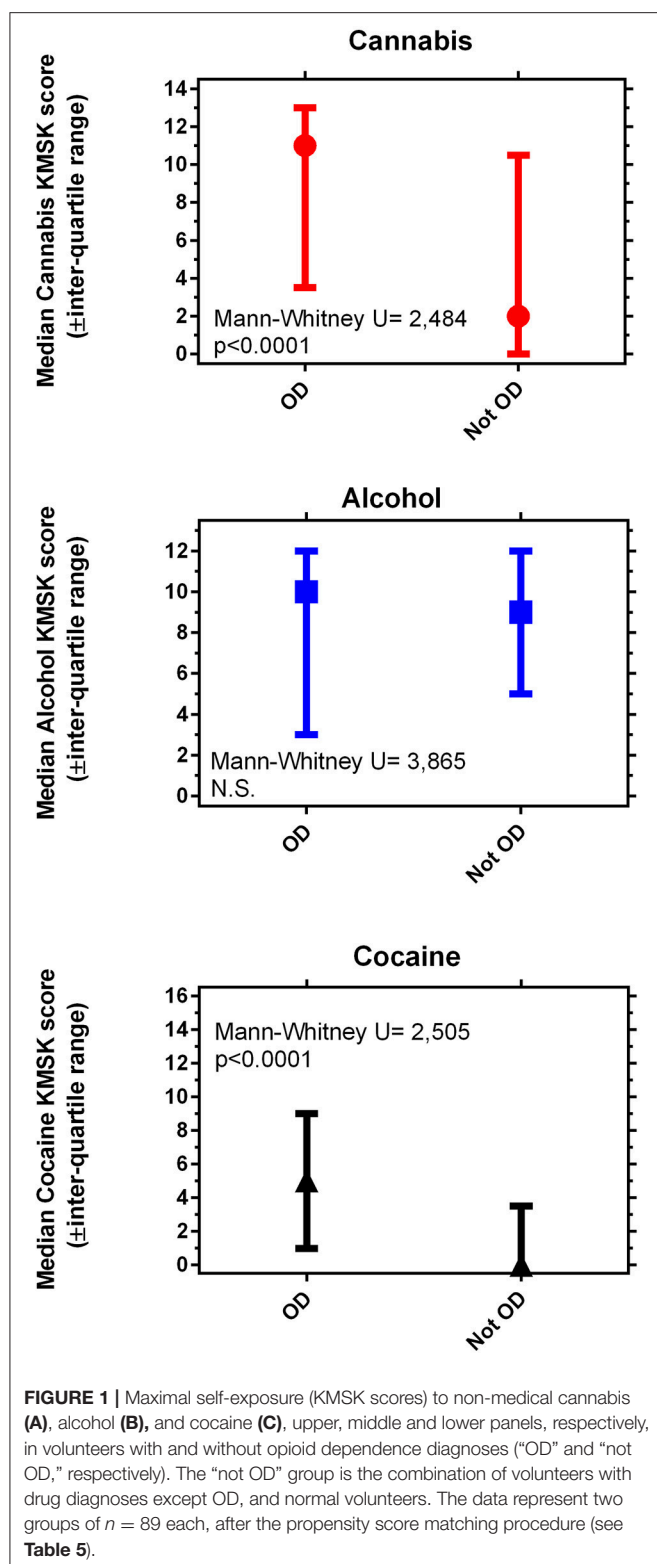 Cannabis
Median Cannabis KMSK score
(±inter-quartile range)
14
12
10
8
6
4
2
0
Mann-Whitney U= 2,484
p<0.0001
OD
Not OD
Alcohol
Median Alcohol KMSK score
(±inter-quartile range)
12
10
8
6
4
2
0
Mann-Whitney U= 3,865
N.S.
OD
Not OD
Cocaine
Median Cocaine KMSK score
(±inter-quartile range)
16
14
12
10
8
6
4
2
0
Mann-Whitney U= 2,505
p<0.0001
OD
Not OD
FIGURE 1 | Maximal self-exposure (KMSK scores) to non-medical cannabis
(A), alcohol (B), and cocaine (C), upper, middle and lower panels, respectively,
in volunteers with and without opioid dependence diagnoses (“OD” and “not
OD,” respectively). The “not OD” group is the combination of volunteers with
drug diagnoses except OD, and normal volunteers. The data represent two
groups of n = 89 each, after the propensity score matching procedure (see
Table 5).